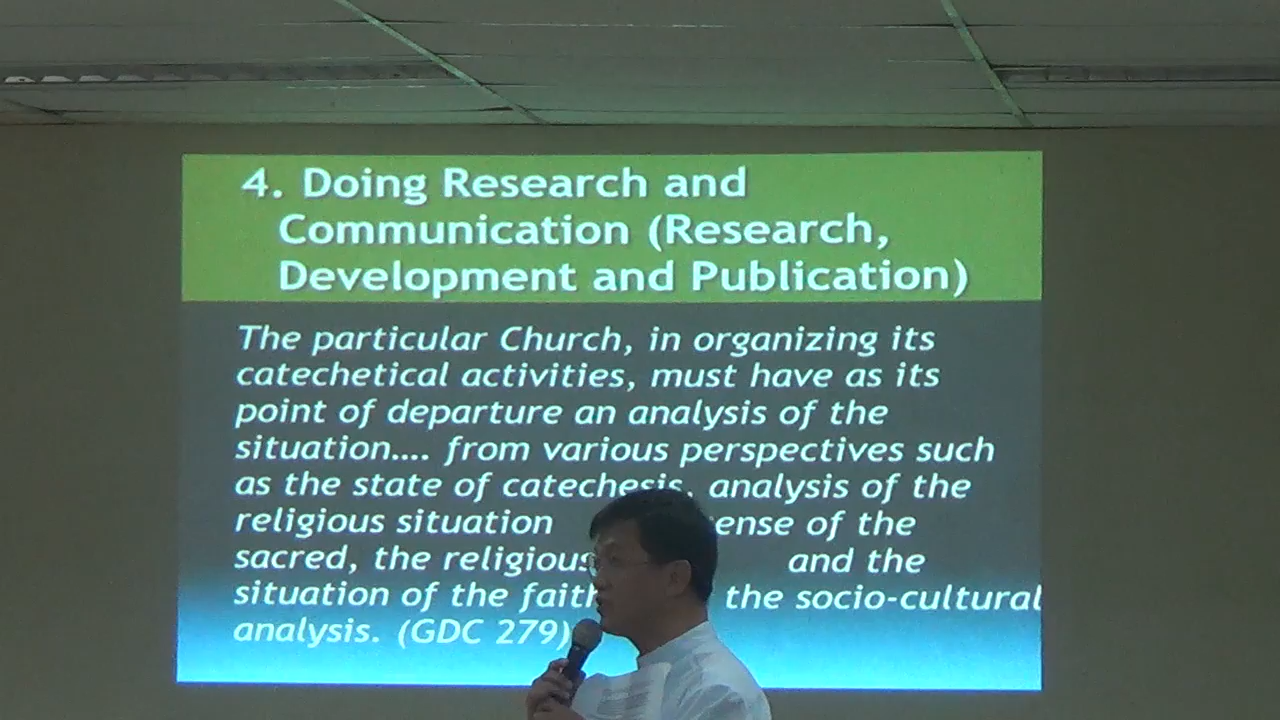 4. Doing Research and
Communication (Research,
Development and Publication)
The particular Church, in organizing its
catechetical activities, must have as its
point of departure an analysis of the
situation.... from various perspectives such
as the state of catechesis, analysis of the
religious situation of the
sacred, the religious and the
situation of the faith the socio-cultural
analysis. (GDC 279)